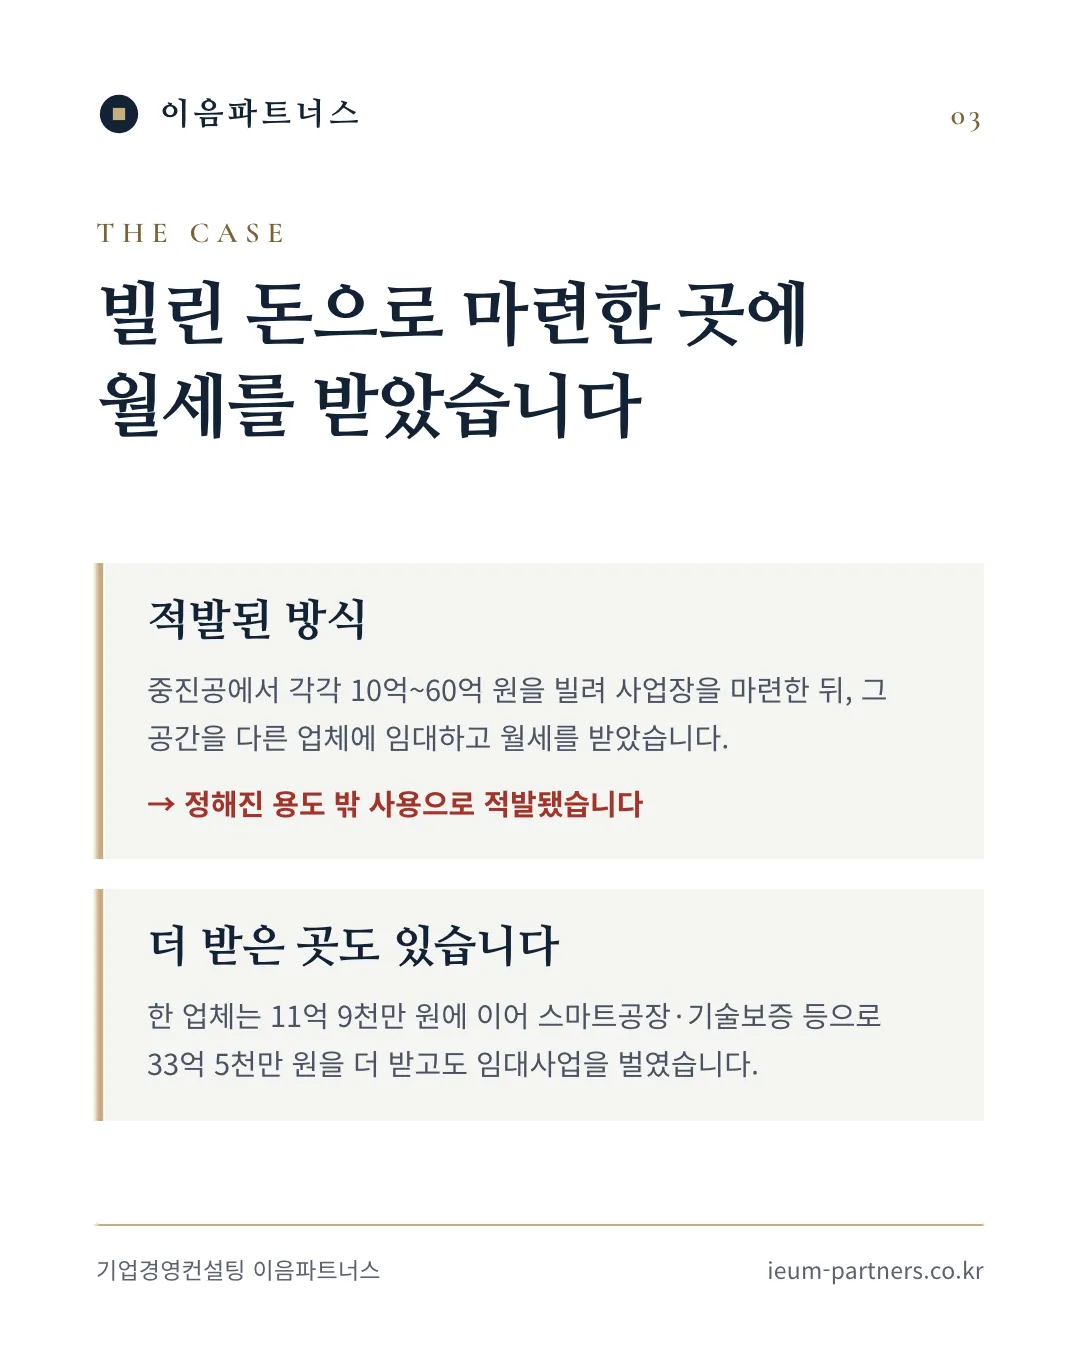 이음파트너스
03
THE CASE
빌린 돈으로 마련한 곳에
월세를 받았습니다
적발된 방식
중진공에서 각각 10억~60억 원을 빌려 사업장을 마련한 뒤, 그
공간을 다른 업체에 임대하고 월세를 받았습니다.
→ 정해진 용도 밖 사용으로 적발됐습니다
더 받은 곳도 있습니다
한 업체는 11억 9천만 원에 이어 스마트공장·기술보증 등으로
33억 5천만 원을 더 받고도 임대사업을 벌였습니다.
기업경영컨설팅 이음파트너스
ieum-partners.co.kr